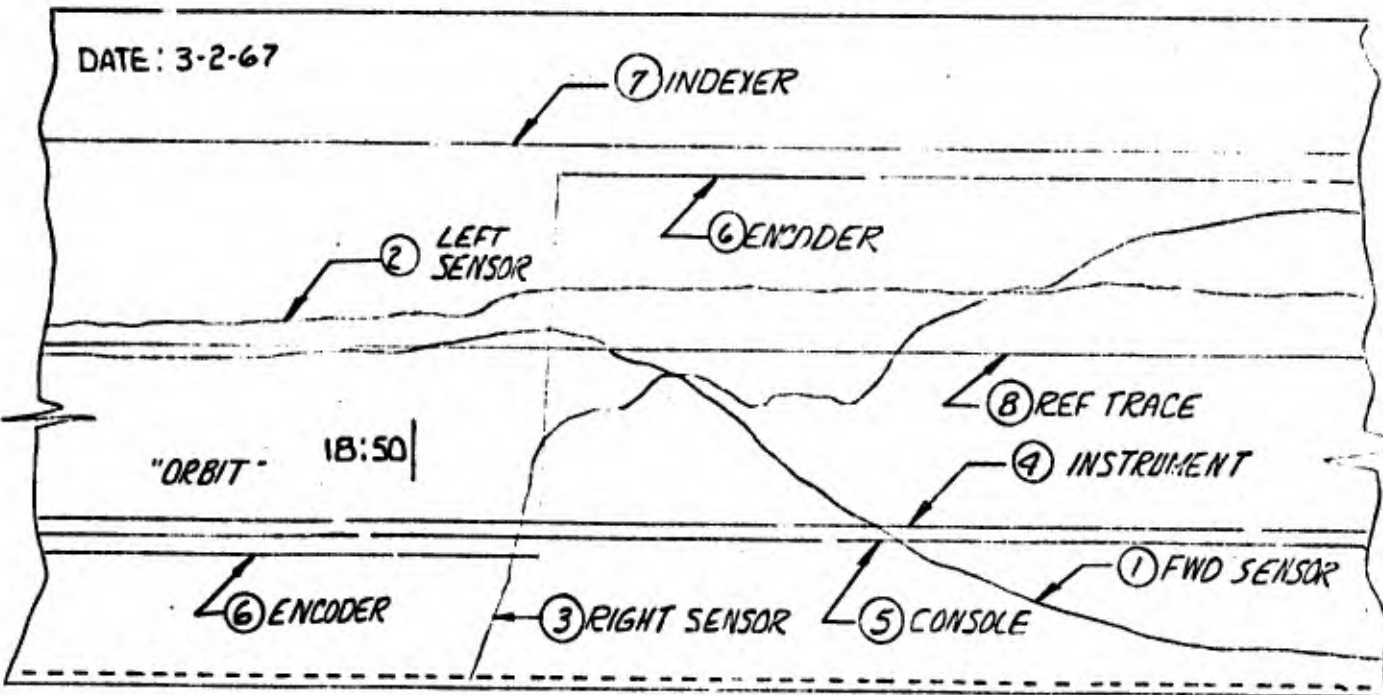 DATE: 3-2-67
7 INDEXER
6 ENCODER
2 LEFT
SENSOR
8 REF TRACE
"ORBIT"
18:50
4 INSTRUMENT
1 FWD SENSOR
6 ENCODER
3 RIGHT SENSOR
5 CONSOLE